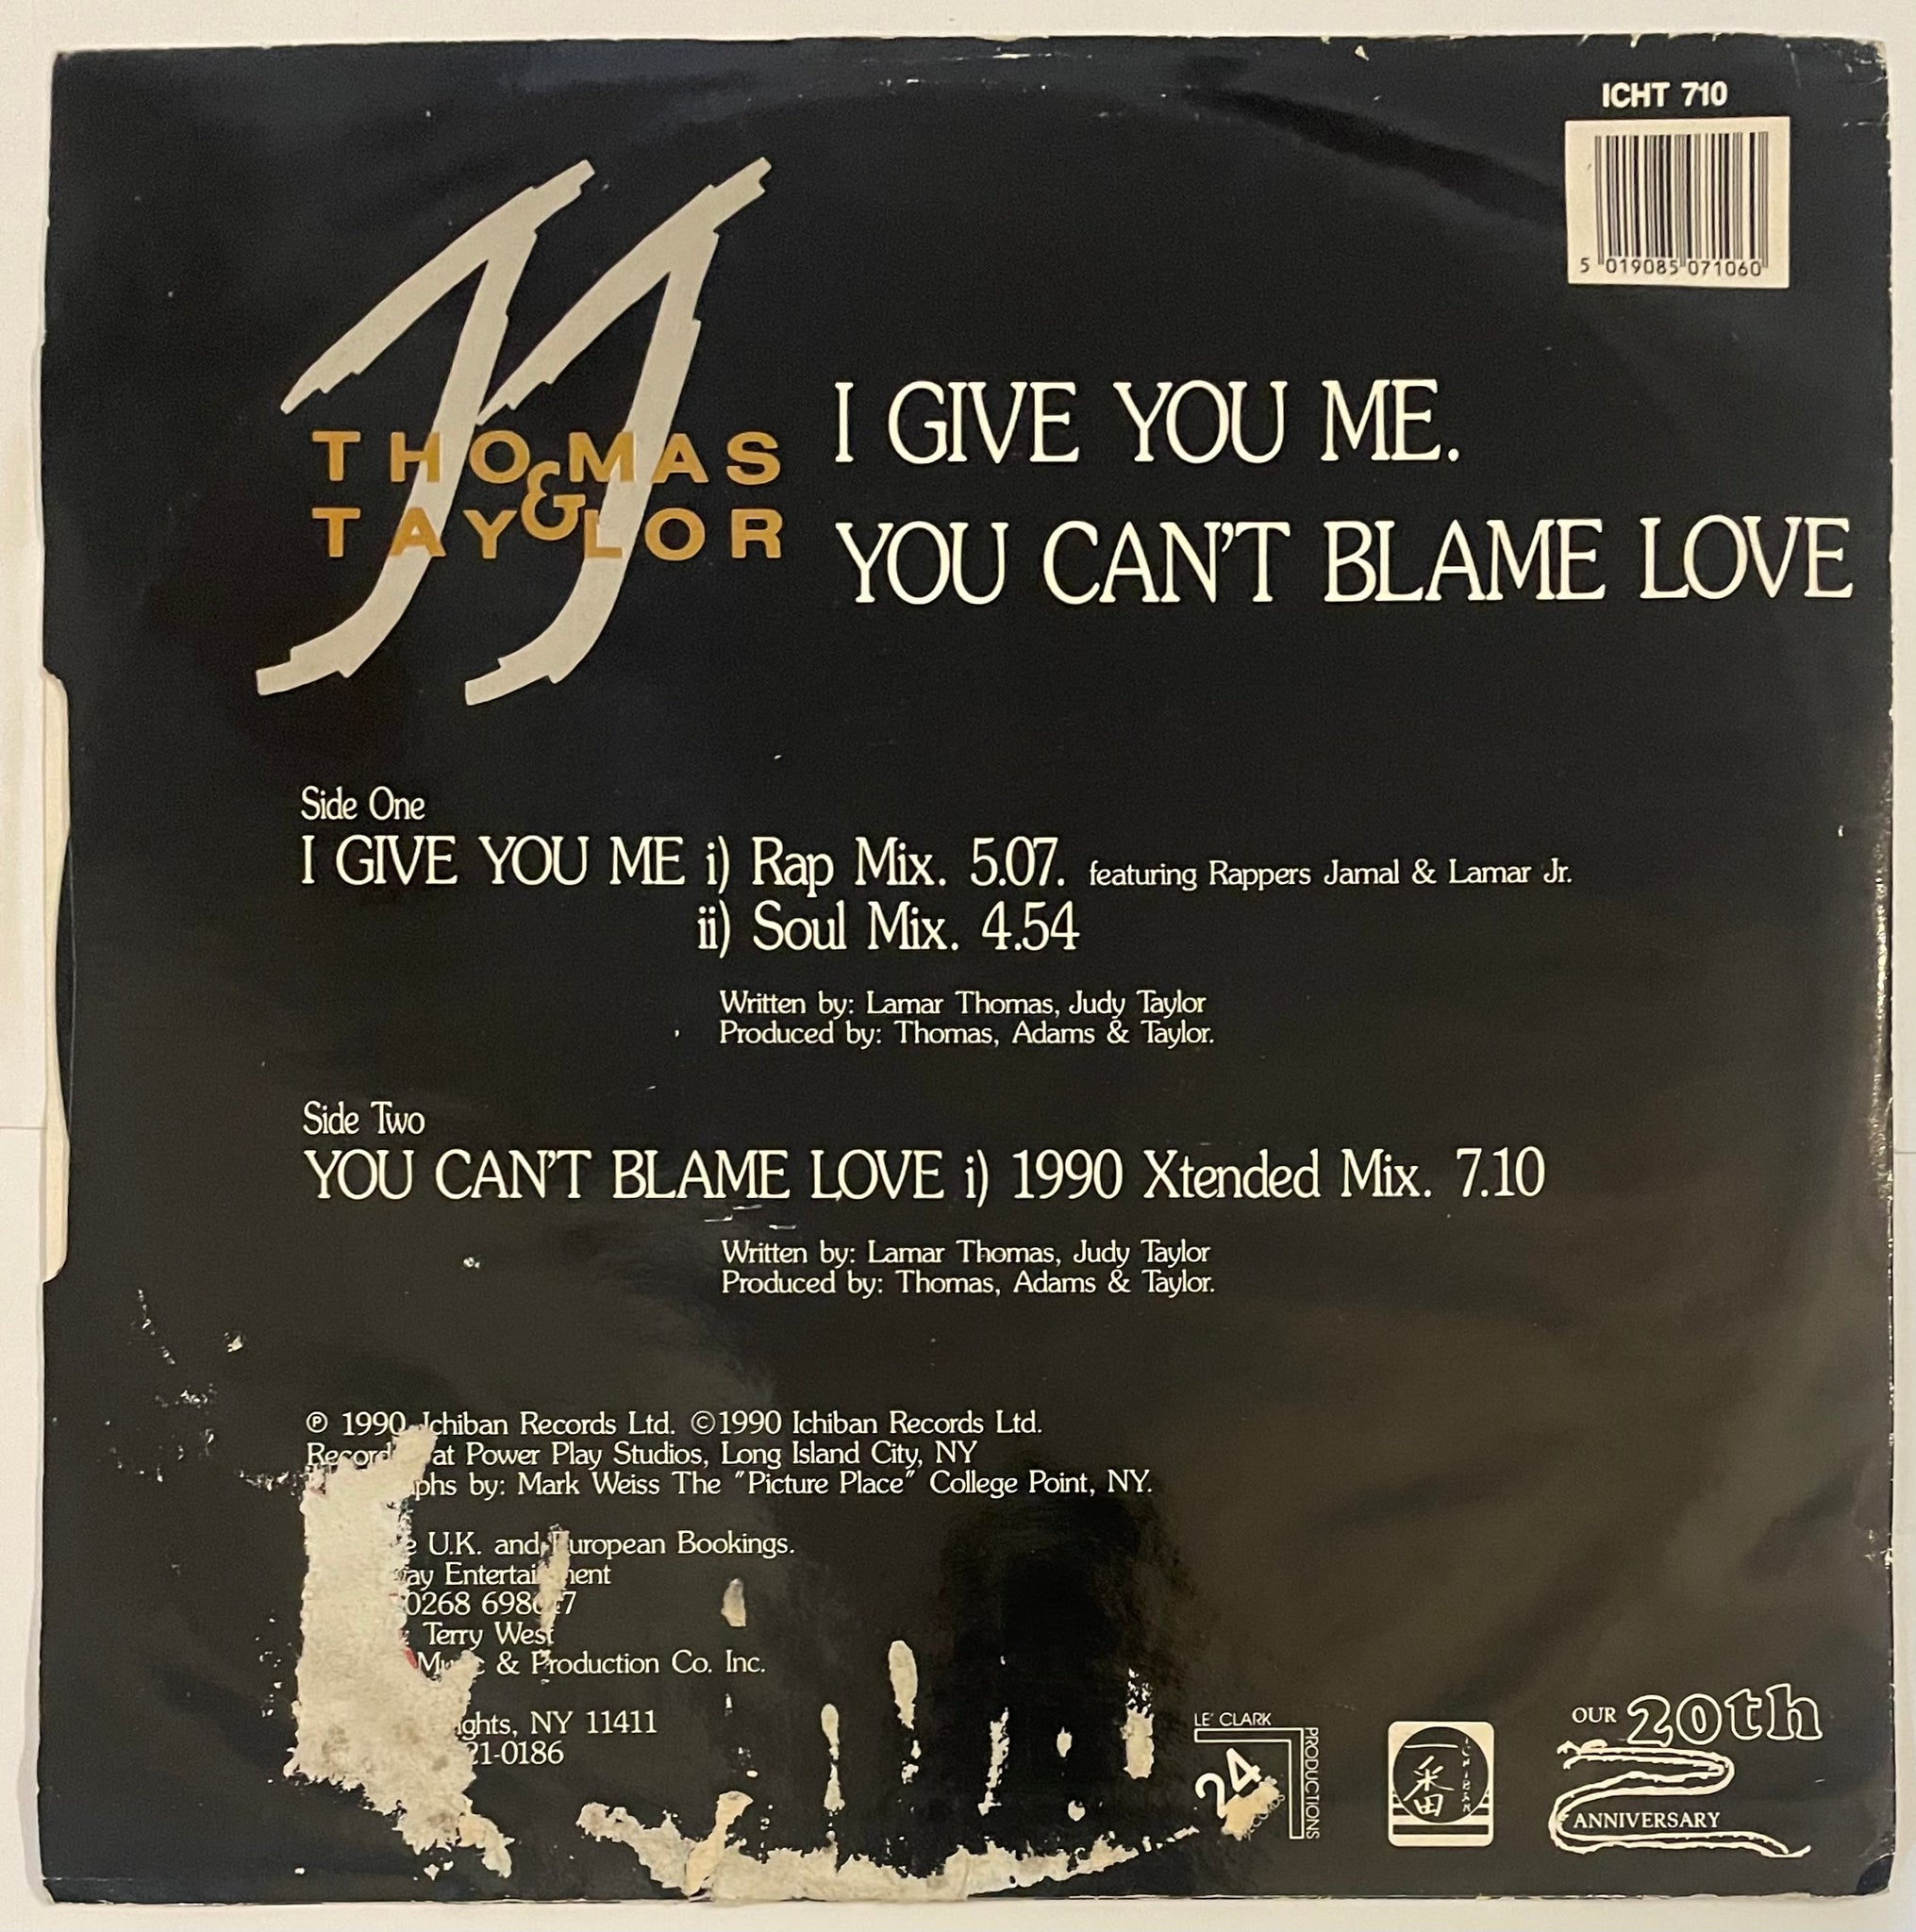 ICHT 710
5 019085 071060
THOMAS
&
TAYLOR
I GIVE YOU ME.
YOU CAN'T BLAME LOVE
Side One
I GIVE YOU ME i) Rap Mix. 5.07. featuring Rappers Jamal & Lamar Jr.
ii) Soul Mix. 4.54
Written by: Lamar Thomas, Judy Taylor
Produced by: Thomas, Adams & Taylor.
Side Two
YOU CAN'T BLAME LOVE i) 1990 Xtended Mix. 7.10
Written by: Lamar Thomas, Judy Taylor
Produced by: Thomas, Adams & Taylor.
℗ 1990 Ichiban Records Ltd. ©1990 Ichiban Records Ltd.
at Power Play Studios, Long Island City, NY
by: Mark Weiss The "Picture Place" College Point, NY.
U.K. and European Bookings.
Entertainment
0268
Terry West
& Production Co. Inc.
NY 11411
LE' CLARK
PRODUCTIONS
24
一番
ICHIBAN
OUR 20th
ANNIVERSARY